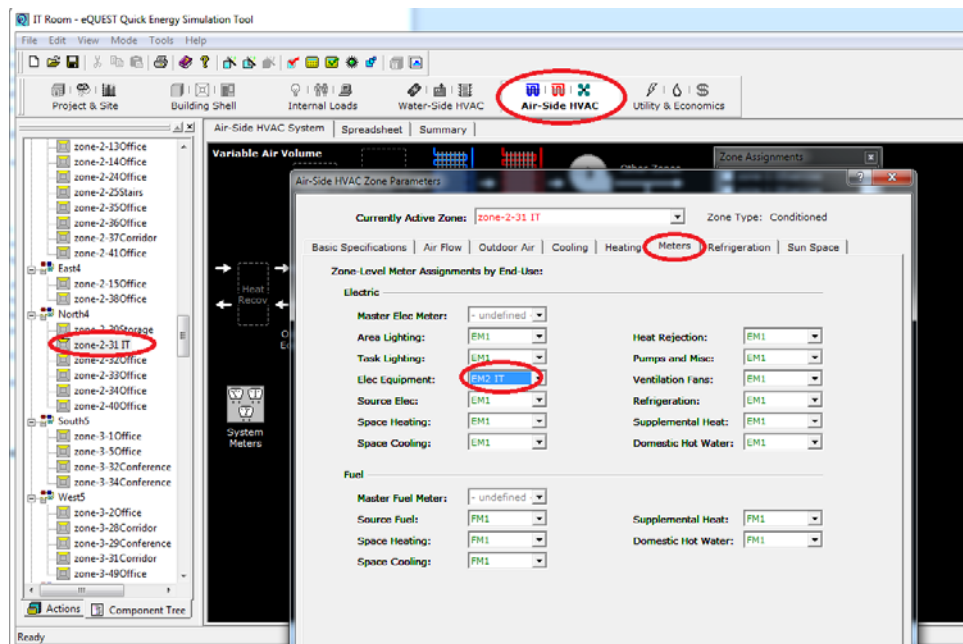 IT Room - eQUEST Quick Energy Simulation Tool
File Edit View Mode Tools Help
Project & Site Building Shell Internal Loads Water-Side HVAC Air-Side HVAC Utility & Economics
Air-Side HVAC System Spreadsheet Summary
zone-2-13Office
zone-2-14Office
zone-2-24Office
zone-2-25Stairs
zone-2-35Office
zone-2-36Office
zone-2-37Corridor
zone-2-41Office
East4
zone-2-15Office
zone-2-38Office
North4
zone-2-30Storage
zone-2-31 IT
zone-2-32Office
zone-2-33Office
zone-2-34Office
zone-2-40Office
South5
zone-3-1Office
zone-3-5Office
zone-3-32Conference
zone-3-34Conference
West5
zone-3-2Office
zone-3-28Corridor
zone-3-29Conference
zone-3-31Corridor
zone-3-49Office
Actions Component Tree
Ready
Variable Air Volume
Other Zones
Zone Assignments
Heat
Recov
System
Meters
Air-Side HVAC Zone Parameters
Currently Active Zone: zone-2-31 IT Zone Type: Conditioned
Basic Specifications Air Flow Outdoor Air Cooling Heating Meters Refrigeration Sun Space
Zone-Level Meter Assignments by End-Use:
Electric
Master Elec Meter: - undefined -
Area Lighting: EM1 Heat Rejection: EM1
Task Lighting: EM1 Pumps and Misc: EM1
Elec Equipment: EM2 IT Ventilation Fans: EM1
Source Elec: EM1 Refrigeration: EM1
Space Heating: EM1 Supplemental Heat: EM1
Space Cooling: EM1 Domestic Hot Water: EM1
Fuel
Master Fuel Meter: - undefined -
Source Fuel: FM1 Supplemental Heat: FM1
Space Heating: FM1 Domestic Hot Water: FM1
Space Cooling: FM1